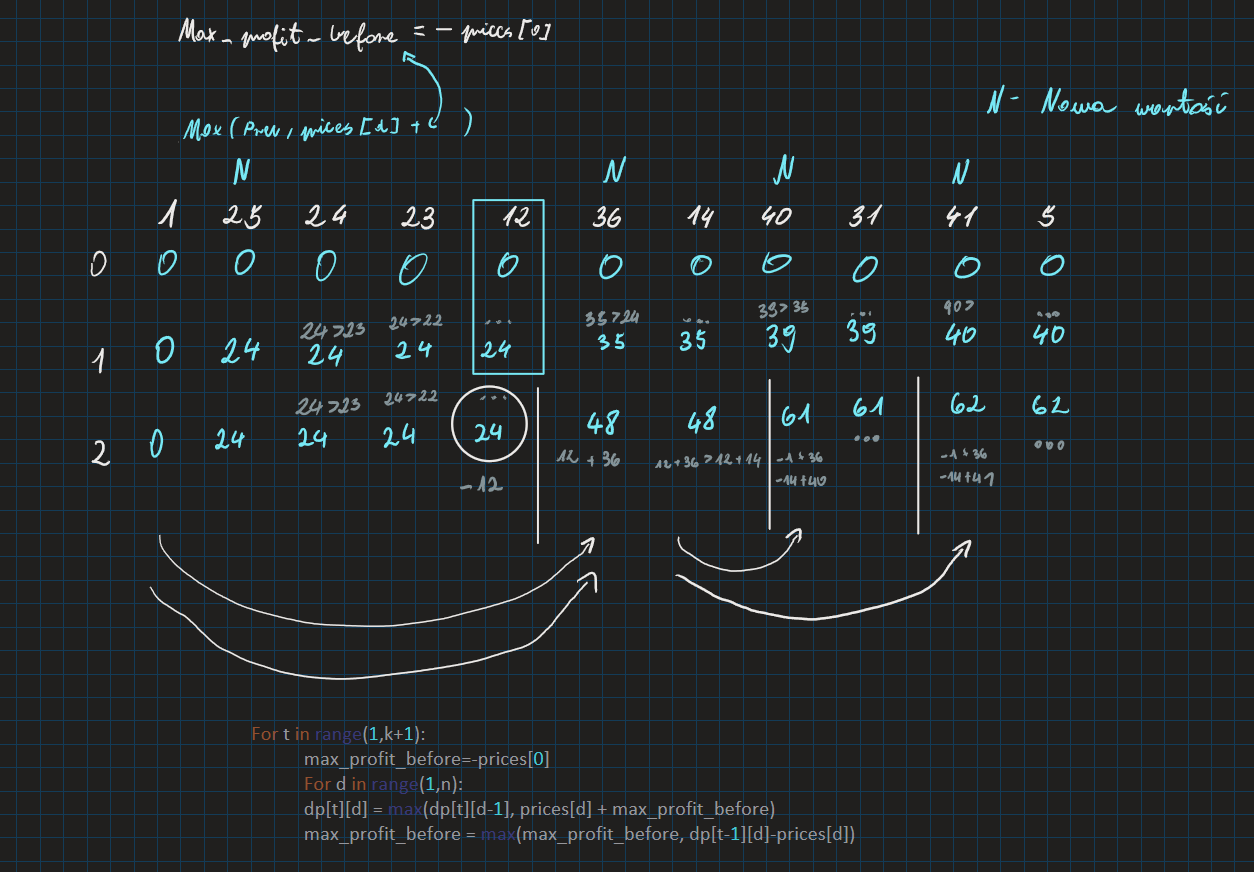 Max_profit_before = - prices[0]
N - Nowa wartość
Max(Prev, prices[d] + )
N N N N
1 25 24 23 12 36 14 40 31 41 5
0 0 0 0 0 0 0 0 0 0 0 0
24>23 24>22 ... 35>24 ... 39>35 ... 40> ...
1 0 24 24 24 24 35 35 39 39 40 40
24>23 24>22 ...
2 0 24 24 24 24 48 48 61 61 62 62
-12 12 + 36 12+36>12+14 -1+36 ... -1+36 ...
-14+40 -14+41
For t in range(1,k+1):
max_profit_before=-prices[0]
For d in range(1,n):
dp[t][d] = max(dp[t][d-1], prices[d] + max_profit_before)
max_profit_before = max(max_profit_before, dp[t-1][d]-prices[d])